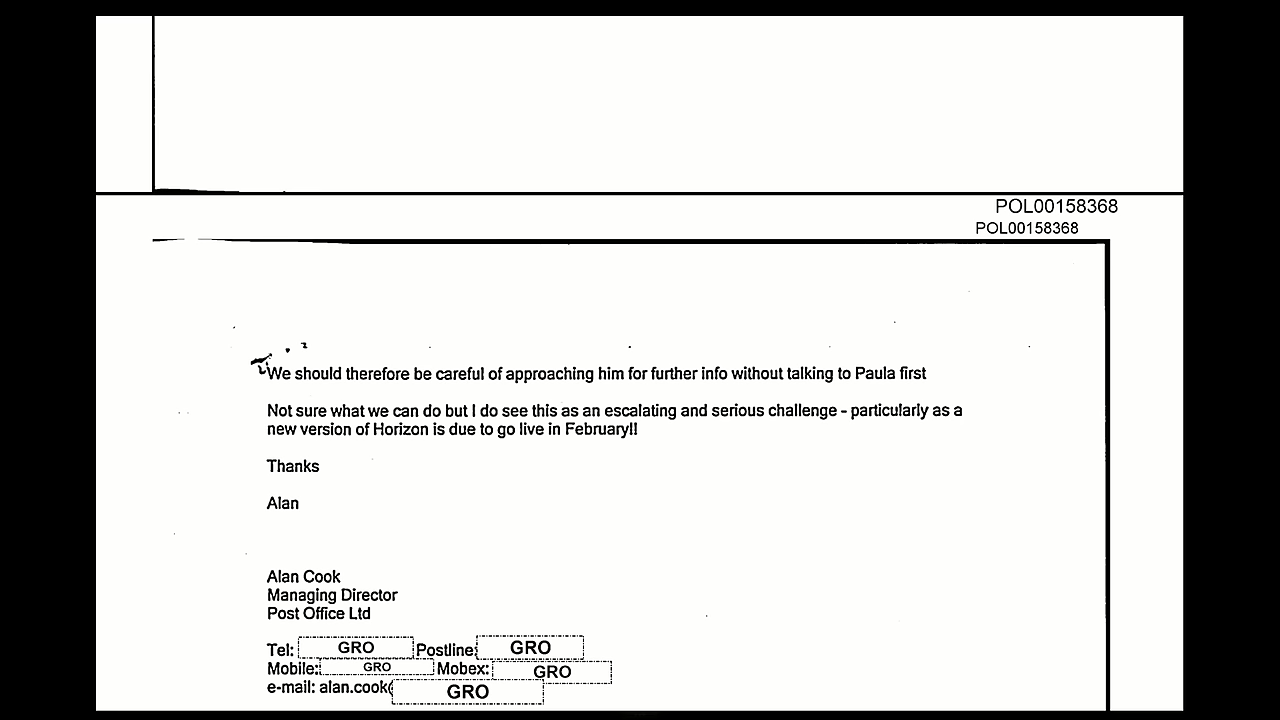 POL00158368
POL00158368
We should therefore be careful of approaching him for further info without talking to Paula first
Not sure what we can do but I do see this as an escalating and serious challenge - particularly as a
new version of Horizon is due to go live in February!!
Thanks
Alan
Alan Cook
Managing Director
Post Office Ltd
Tel: GRO Postline: GRO
Mobile: GRO Mobex: GRO
e-mail: alan.cook@ GRO